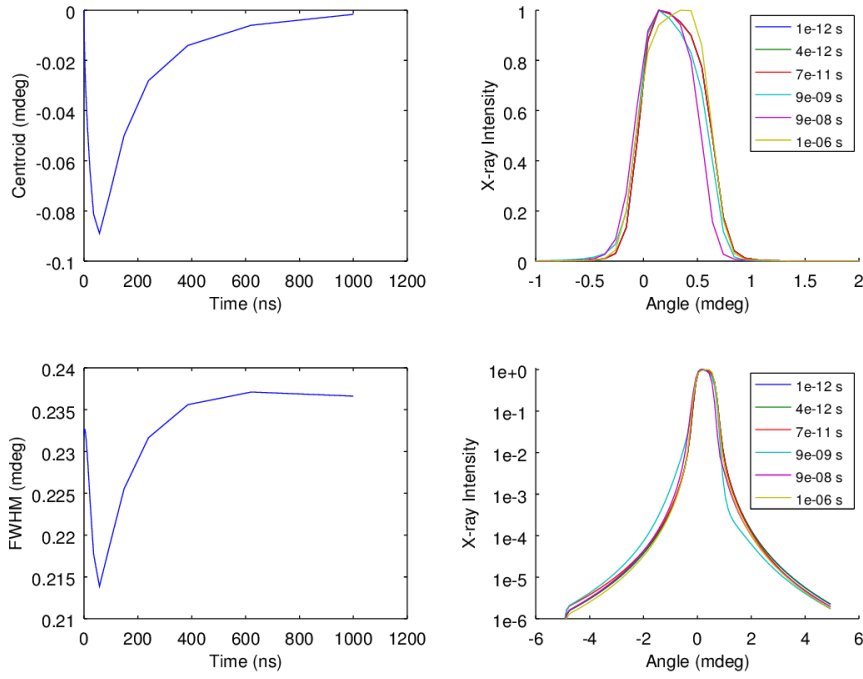 0
-0.02
-0.04
-0.06
-0.08
-0.1
Centroid (mdeg)
0 200 400 600 800 1000 1200
Time (ns)
1
0.8
0.6
0.4
0.2
0
X-ray Intensity
-1 -0.5 0 0.5 1 1.5 2
Angle (mdeg)
1e-12 s
4e-12 s
7e-11 s
9e-09 s
9e-08 s
1e-06 s
0.24
0.235
0.23
0.225
0.22
0.215
0.21
FWHM (mdeg)
0 200 400 600 800 1000 1200
Time (ns)
1e+0
1e-1
1e-2
1e-3
1e-4
1e-5
1e-6
X-ray Intensity
-6 -4 -2 0 2 4 6
Angle (mdeg)
1e-12 s
4e-12 s
7e-11 s
9e-09 s
9e-08 s
1e-06 s